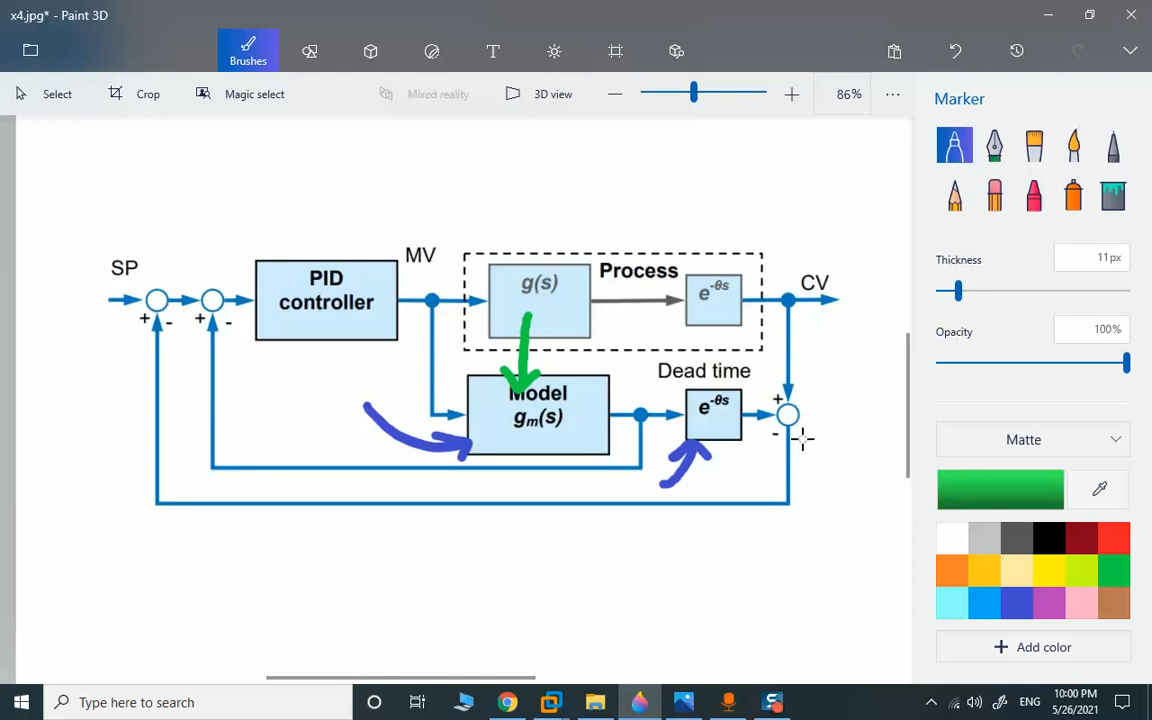 x4.jpg* - Paint 3D
Brushes
Select
Crop
Magic select
Mixed reality
3D view
86%
Marker
Thickness
11px
Opacity
100%
Matte
Add color
SP
MV
CV
PID
controller
g(s)
Process
e-θs
Dead time
Model
gm(s)
e-θs
+
-
+
-
+
-
Type here to search
ENG
10:00 PM
5/26/2021